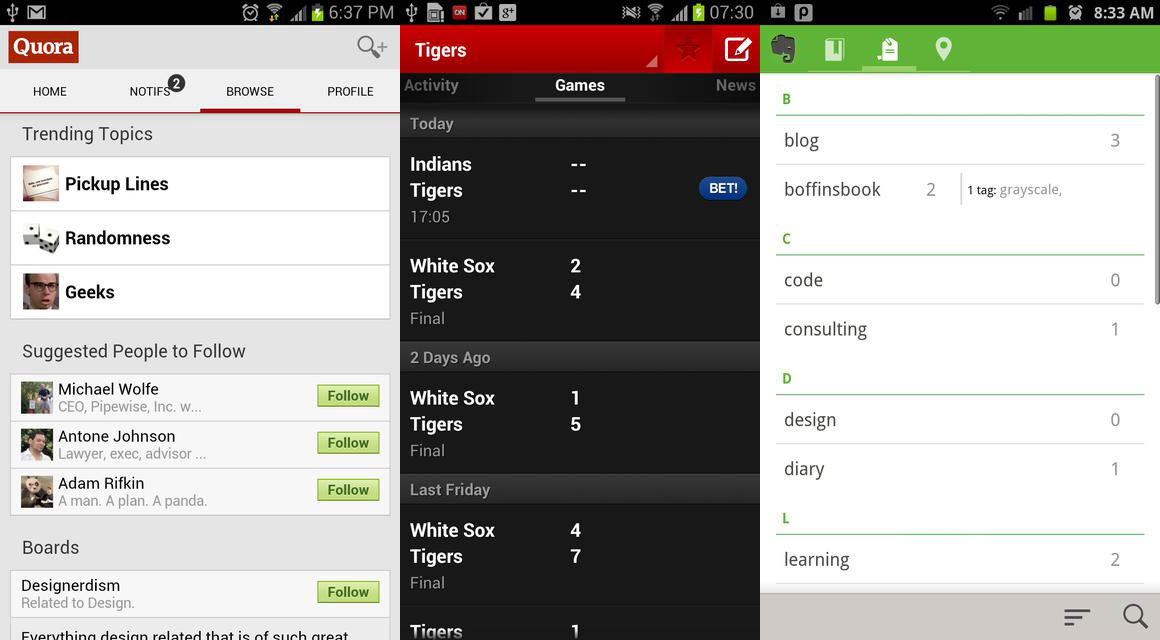 6:37 PM
Quora
HOME
NOTIFS
2
BROWSE
PROFILE
Trending Topics
Pickup Lines
Randomness
Geeks
Suggested People to Follow
Michael Wolfe
CEO, Pipewise, Inc. w...
Follow
Antone Johnson
Lawyer, exec, advisor ...
Follow
Adam Rifkin
A man. A plan. A panda.
Follow
Boards
Designerdism
Related to Design.
Follow
Everything design related that is of such great
ON
07:30
Tigers
Activity
Games
News
Today
Indians --
Tigers --
BET!
17:05
White Sox 2
Tigers 4
Final
2 Days Ago
White Sox 1
Tigers 5
Final
Last Friday
White Sox 4
Tigers 7
Final
Tigers 1
8:33 AM
B
blog 3
boffinsbook 2 1 tag: grayscale,
C
code 0
consulting 1
D
design 0
diary 1
L
learning 2